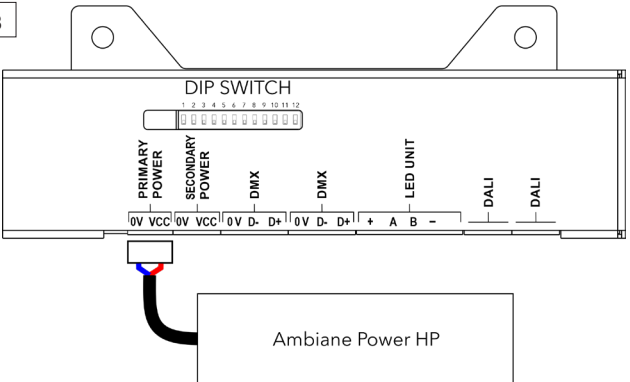 B
DIP SWITCH
1 2 3 4 5 6 7 8 9 10 11 12
PRIMARY
POWER
SECONDARY
POWER
DMX
DMX
LED UNIT
DALI
DALI
0V VCC 0V VCC 0V D- D+ 0V D- D+ + A B -
Ambiane Power HP